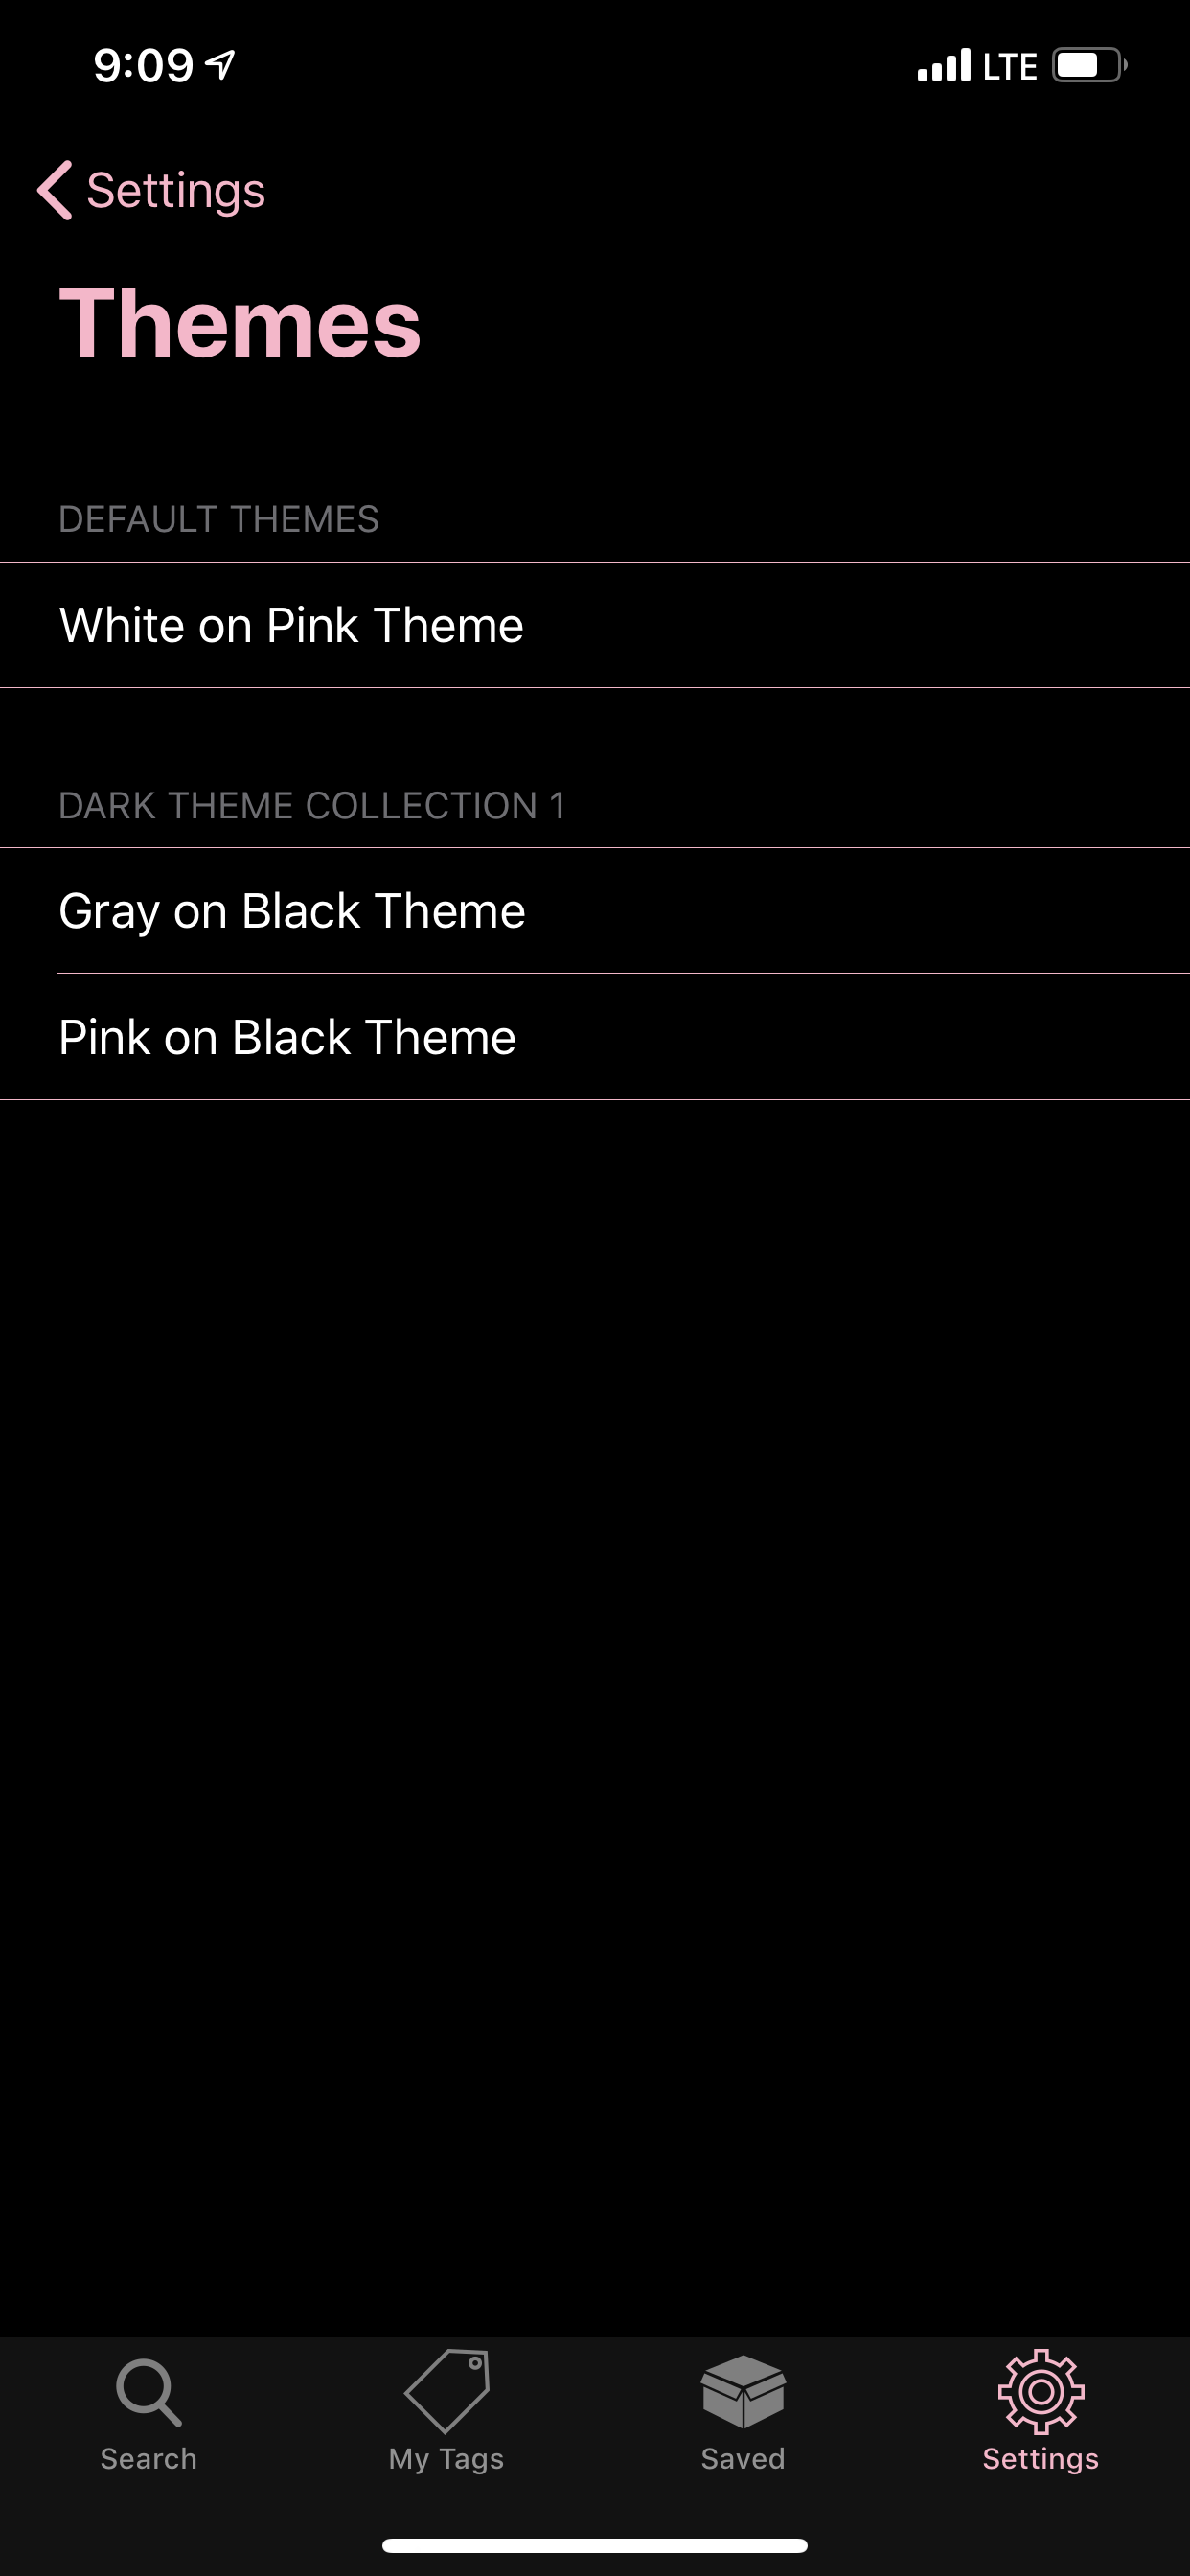 9:09 LTE
Settings
Themes
DEFAULT THEMES
White on Pink Theme
DARK THEME COLLECTION 1
Gray on Black Theme
Pink on Black Theme
Search My Tags Saved Settings